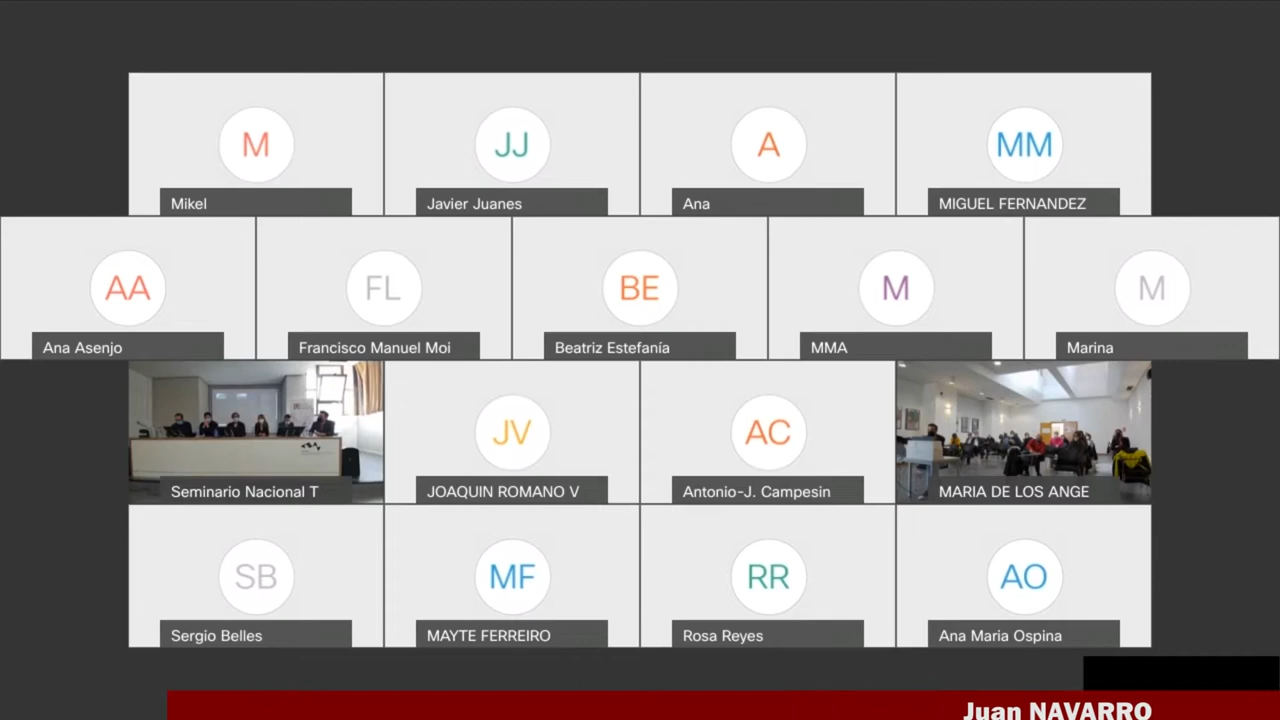 M
JJ
A
MM
Mikel
Javier Juanes
Ana
MIGUEL FERNANDEZ
AA
FL
BE
M
M
Ana Asenjo
Francisco Manuel Moi
Beatriz Estefanía
MMA
Marina
JV
AC
Seminario Nacional T
JOAQUIN ROMANO V
Antonio-J. Campesin
MARIA DE LOS ANGE
SB
MF
RR
AO
Sergio Belles
MAYTE FERREIRO
Rosa Reyes
Ana Maria Ospina
Juan NAVARRO